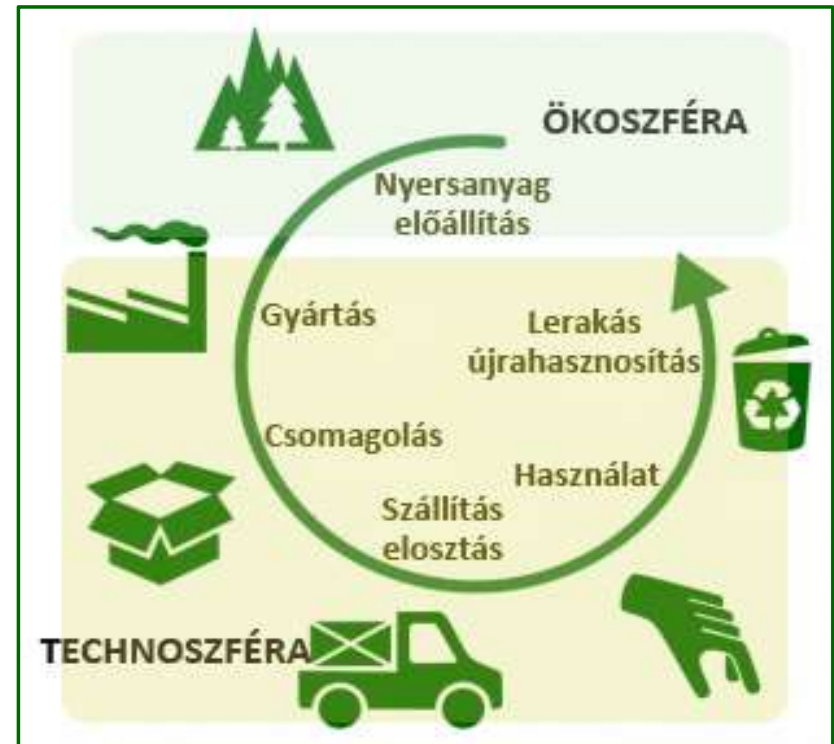 ÖKOSZFÉRA
Nyersanyag
előállítás
Gyártás
Csomagolás
Szállítás
elosztás
Használat
Lerakás
újrahasznosítás
TECHNOSZFÉRA